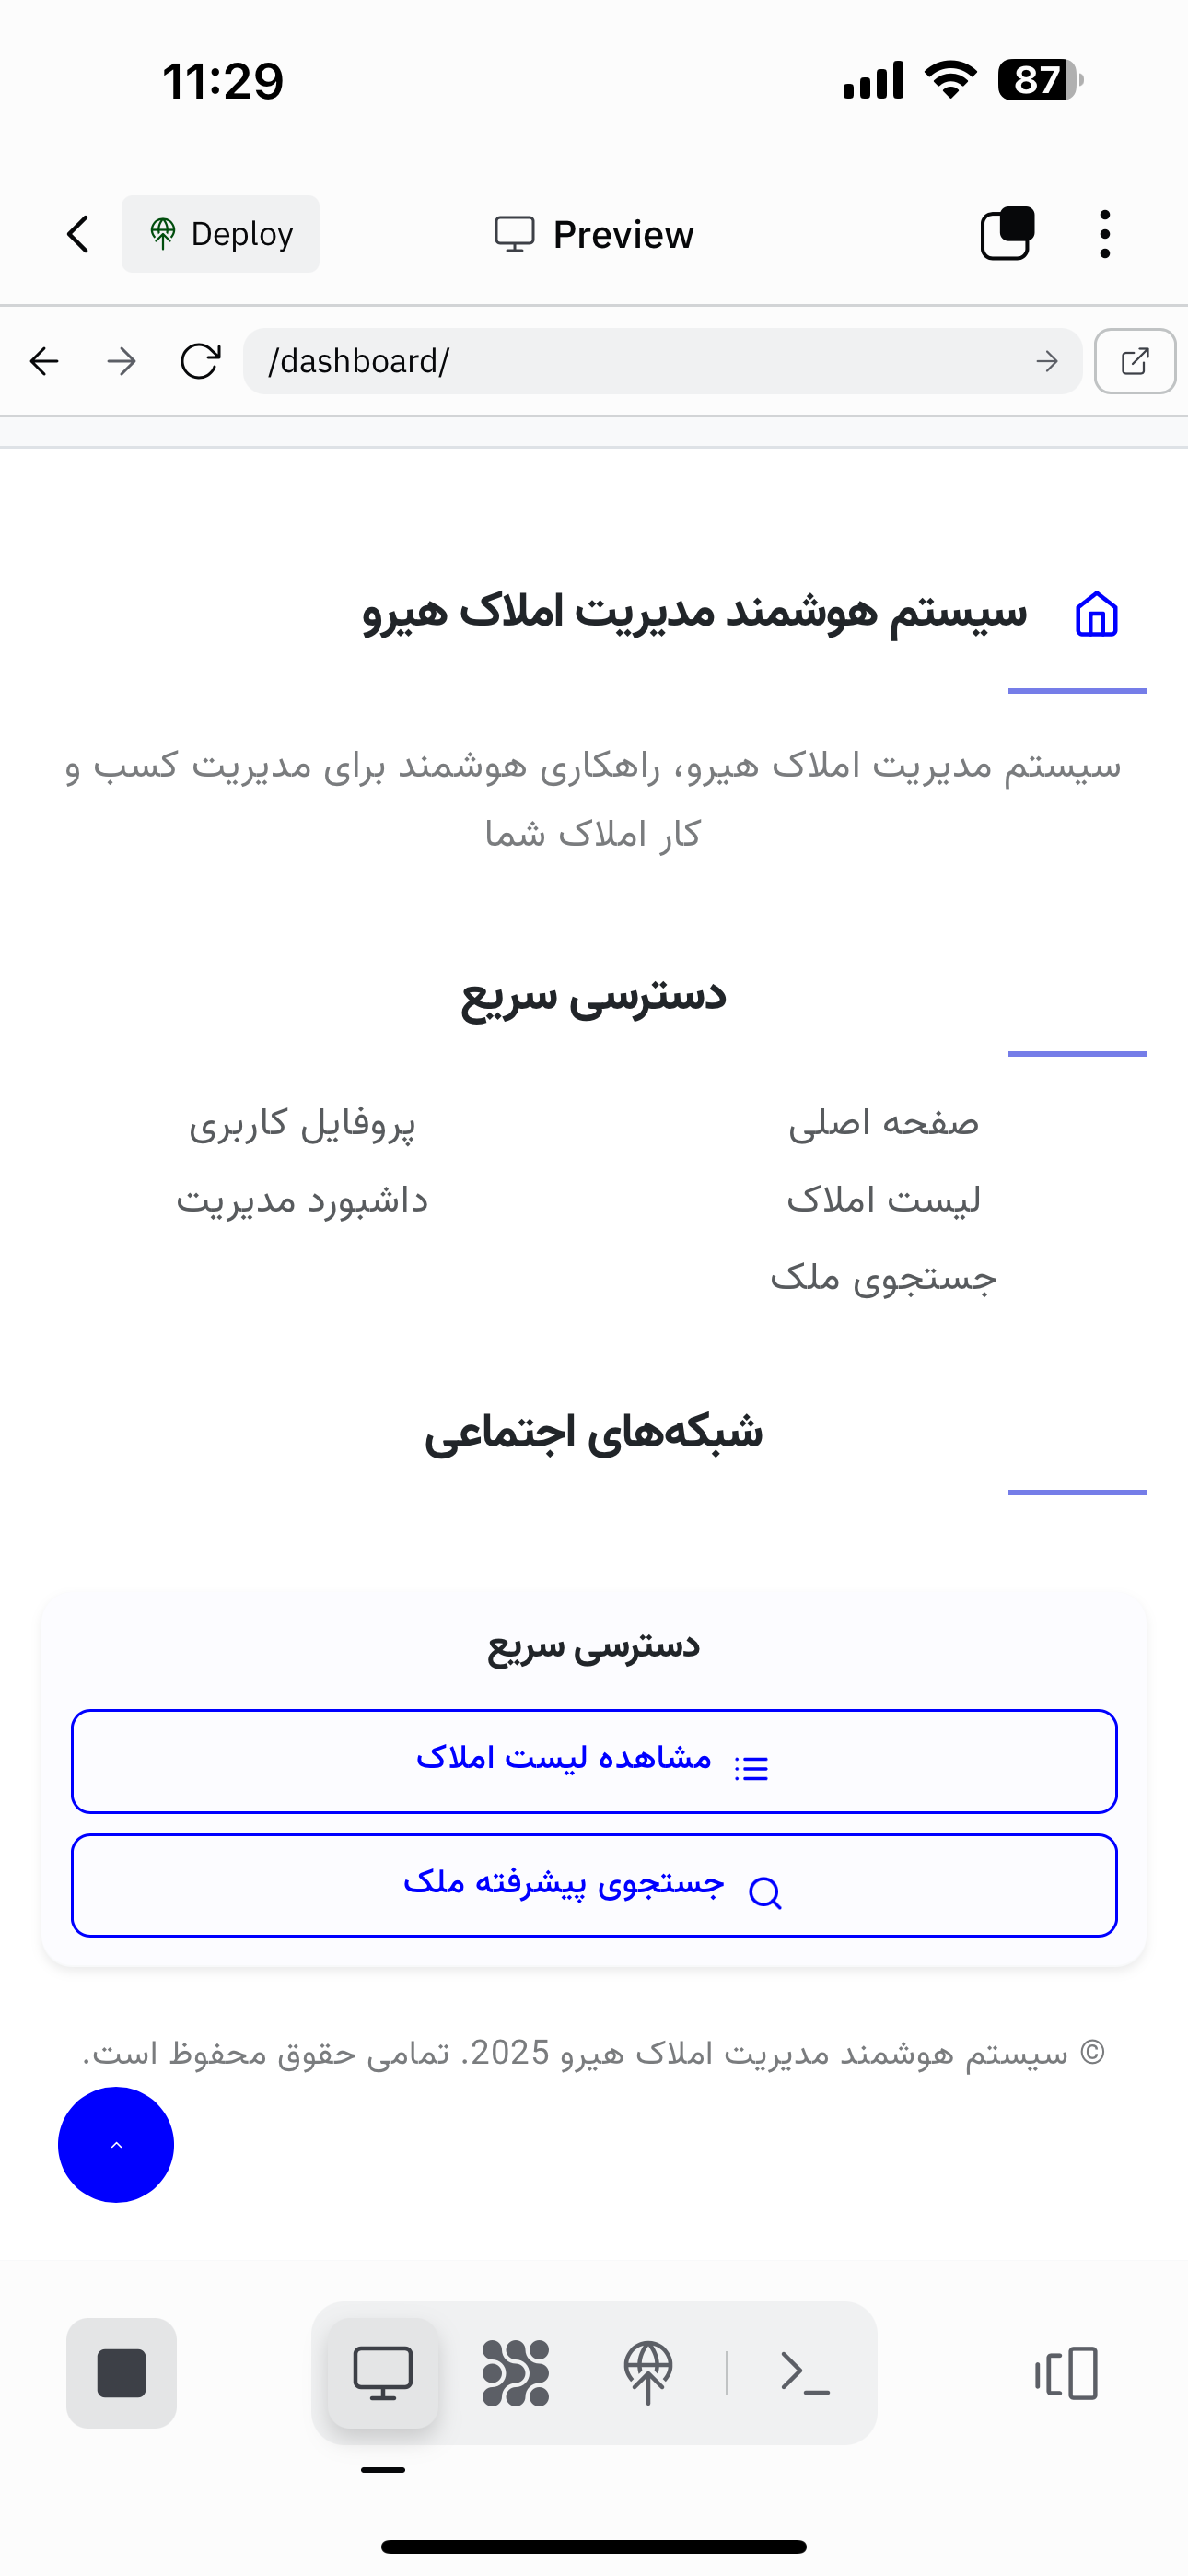 11:29
87
Deploy
Preview
/dashboard/
سیستم هوشمند مدیریت املاک هیرو
سیستم مدیریت املاک هیرو، راهکاری هوشمند برای مدیریت کسب و
کار املاک شما
دسترسی سریع
صفحه اصلی
پروفایل کاربری
لیست املاک
داشبورد مدیریت
جستجوی ملک
شبکه‌های اجتماعی
دسترسی سریع
مشاهده لیست املاک
جستجوی پیشرفته ملک
© سیستم هوشمند مدیریت املاک هیرو 2025. تمامی حقوق محفوظ است.